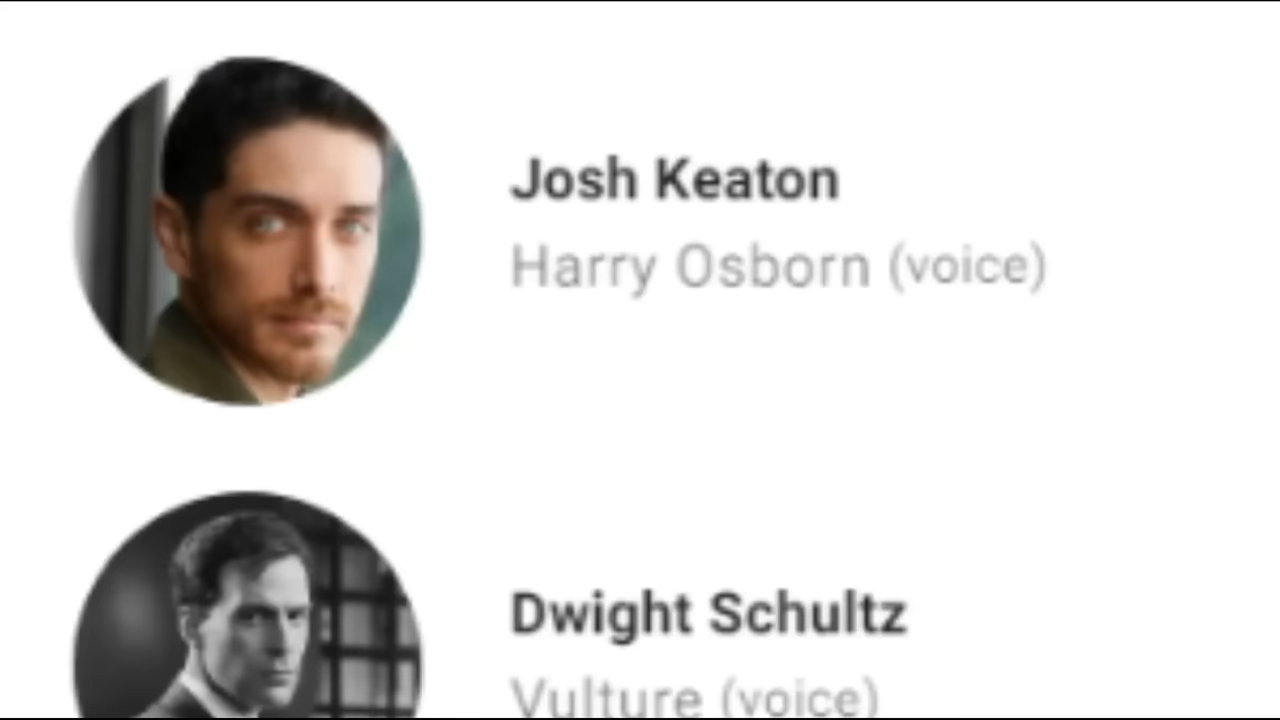 Josh Keaton
Harry Osborn (voice)
Dwight Schultz
Vulture (voice)